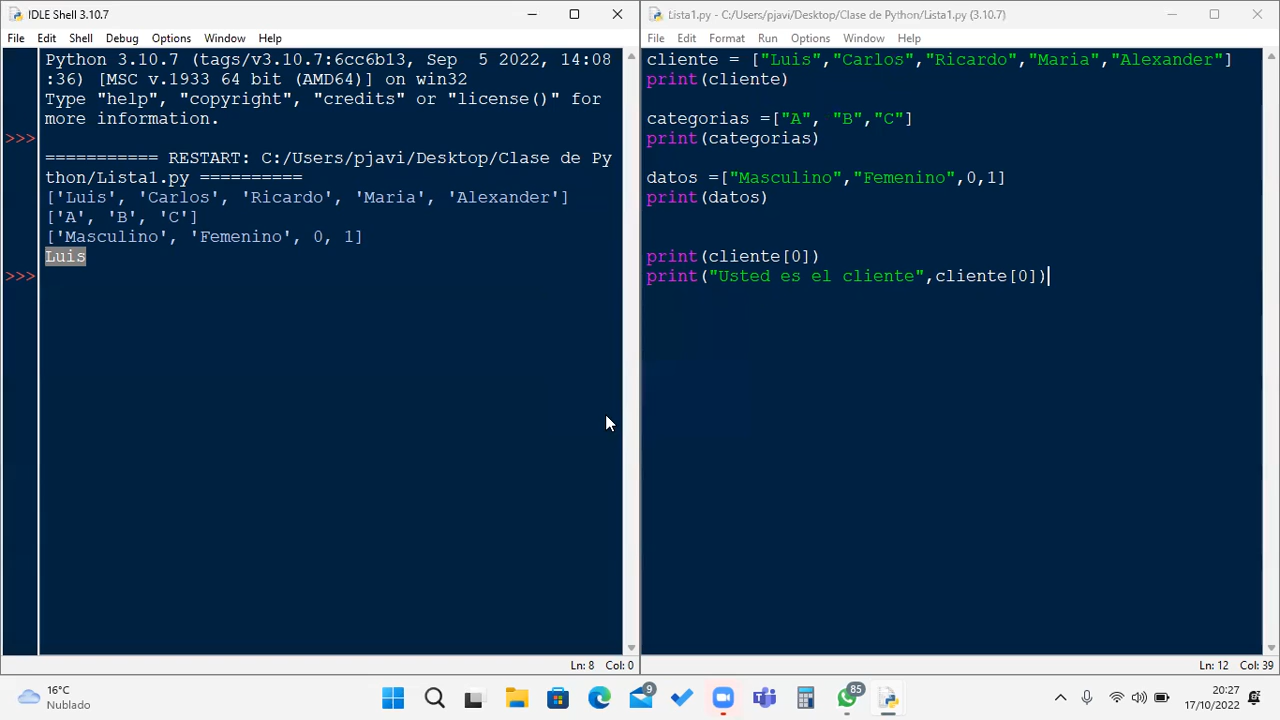 IDLE Shell 3.10.7
File Edit Shell Debug Options Window Help
Python 3.10.7 (tags/v3.10.7:6cc6b13, Sep  5 2022, 14:08
:36) [MSC v.1933 64 bit (AMD64)] on win32
Type "help", "copyright", "credits" or "license()" for
more information.
>>>
=========== RESTART: C:/Users/pjavi/Desktop/Clase de Py
thon/Lista1.py ==========
['Luis', 'Carlos', 'Ricardo', 'Maria', 'Alexander']
['A', 'B', 'C']
['Masculino', 'Femenino', 0, 1]
Luis
>>>
Ln: 8 Col: 0
Lista1.py - C:/Users/pjavi/Desktop/Clase de Python/Lista1.py (3.10.7)
File Edit Format Run Options Window Help
cliente = ["Luis","Carlos","Ricardo","Maria","Alexander"]
print(cliente)
categorias =["A", "B","C"]
print(categorias)
datos =["Masculino","Femenino",0,1]
print(datos)
print(cliente[0])
print("Usted es el cliente",cliente[0])
Ln: 12 Col: 39
16°C
Nublado
9
85
20:27
17/10/2022